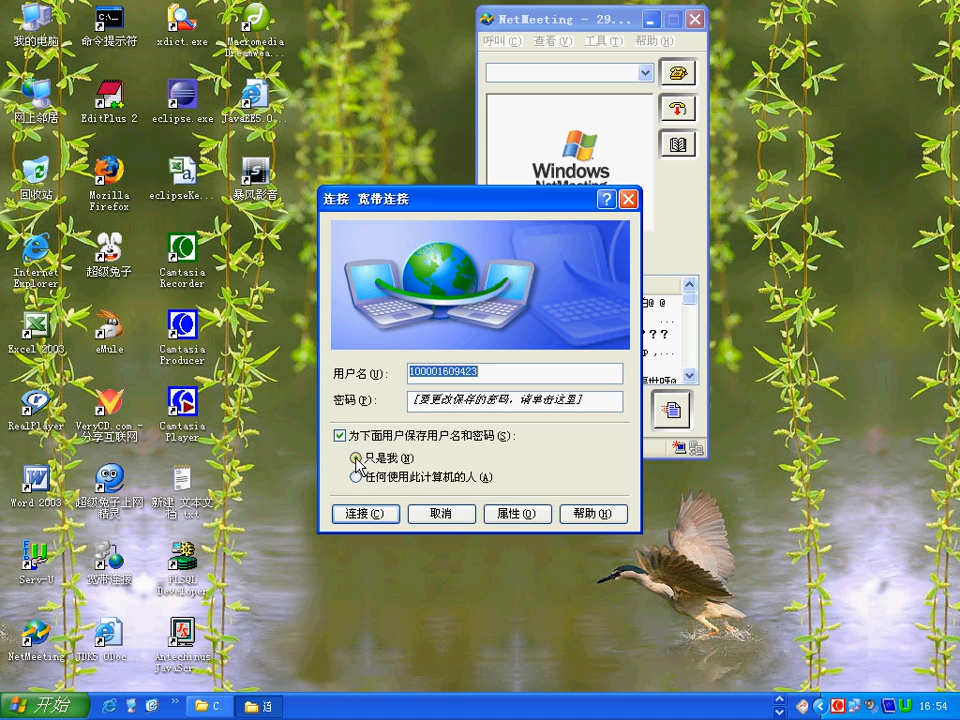 我的电脑
命令提示符
xdict.exe
Macromedia
Dreamwea...
网上邻居
EditPlus 2
eclipse.exe
JavaEE5.0...
回收站
Mozilla
Firefox
eclipseKe...
暴风影音
Internet
Explorer
超级兔子
Camtasia
Recorder
Excel 2003
eMule
Camtasia
Producer
RealPlayer
VeryCD.com -
分享互联网
Camtasia
Player
Word 2003
超级兔子上网
精灵
新建 文本文
档.txt
Serv-U
宽带连接
PLSQL
Developer
NetMeeting
Antechinus
JavaScr...
NetMeeting - 29...
呼叫(C) 查看(V) 工具(T) 帮助(H)
Windows
NetMeeting
连接 宽带连接
用户名(U):
100001609423
密码(P):
[要更改保存的密码，请单击这里]
为下面用户保存用户名和密码(S):
只是我(N)
任何使用此计算机的人(A)
连接(C)
取消
属性(O)
帮助(H)
开始
C.
16:54